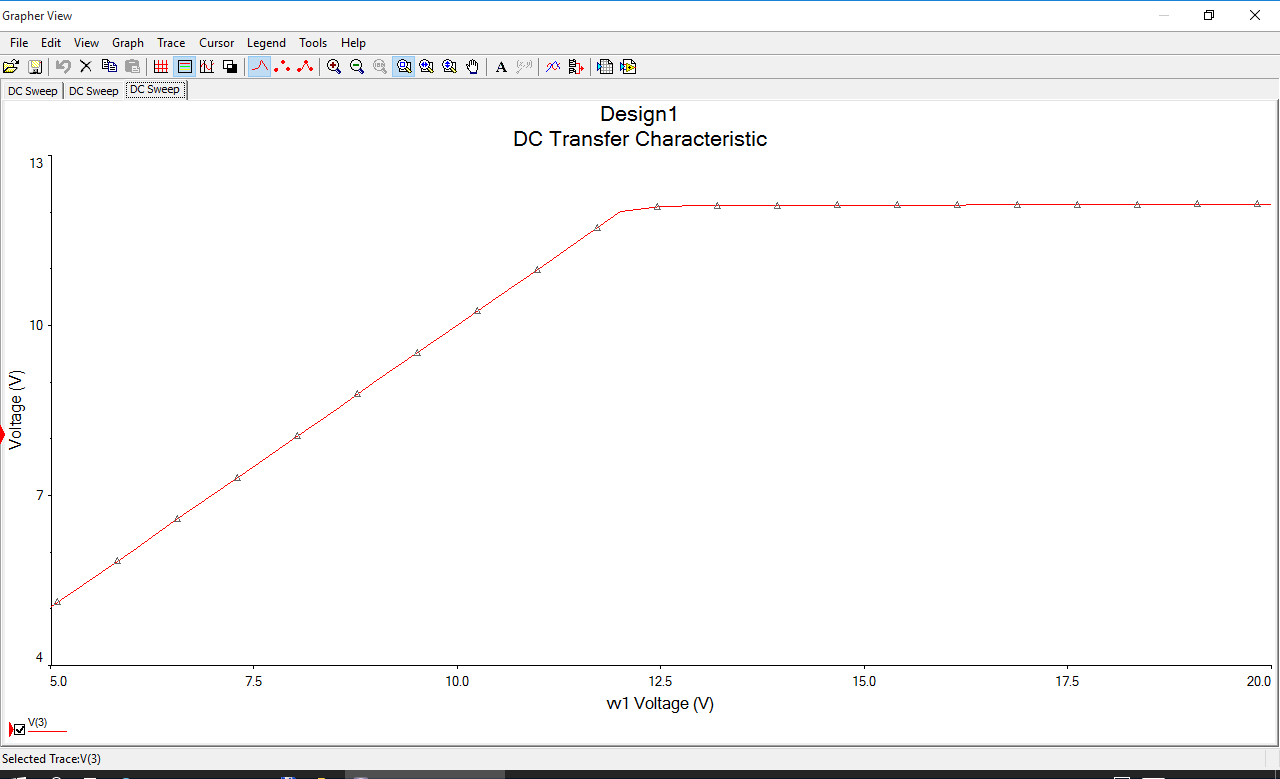 Grapher View
File Edit View Graph Trace Cursor Legend Tools Help
A
DC Sweep DC Sweep DC Sweep
Design1
DC Transfer Characteristic
13
10
7
4
Voltage (V)
5.0 7.5 10.0 12.5 15.0 17.5 20.0
vv1 Voltage (V)
V(3)
Selected Trace:V(3)